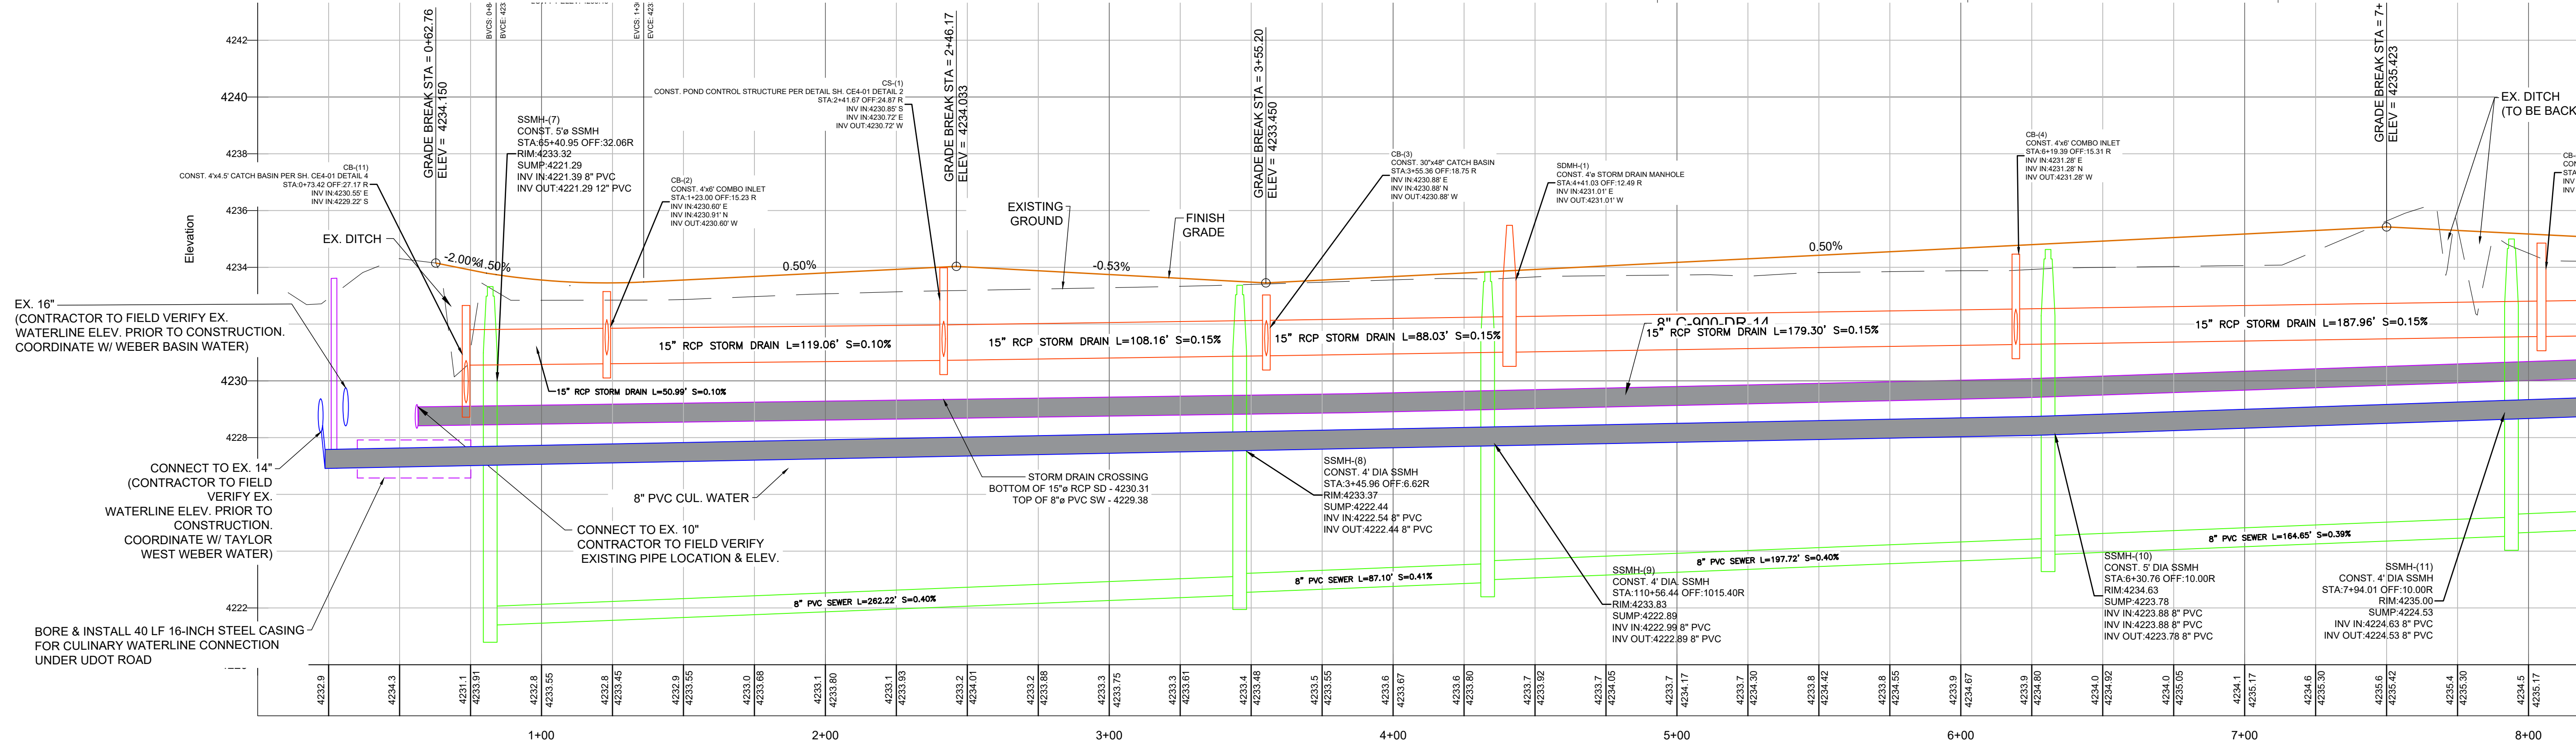 4242
4240
4238
4236
4234
4230
4228
4222
Elevation
GRADE BREAK STA = 0+62.76
ELEV = 4234.150
BVCS: 0+8
BVCE: 423
EVCS: 1+3
EVCE: 423
GRADE BREAK STA = 2+46.17
ELEV = 4234.033
GRADE BREAK STA = 3+55.20
ELEV = 4233.450
GRADE BREAK STA = 7+
ELEV = 4235.423
CB-(11)
CONST. 4'x4.5' CATCH BASIN PER SH. CE4-01 DETAIL 4
STA:0+73.42 OFF:27.17 R
INV IN:4230.55' E
INV IN:4229.22' S
EX. DITCH
SSMH-(7)
CONST. 5'ø SSMH
STA:65+40.95 OFF:32.06R
RIM:4233.32
SUMP:4221.29
INV IN:4221.39 8" PVC
INV OUT:4221.29 12" PVC
CB-(2)
CONST. 4'x6' COMBO INLET
STA:1+23.00 OFF:15.23 R
INV IN:4230.60' E
INV IN:4230.91' N
INV OUT:4230.60' W
CS-(1)
CONST. POND CONTROL STRUCTURE PER DETAIL SH. CE4-01 DETAIL 2
STA:2+41.67 OFF:24.87 R
INV IN:4230.85' S
INV IN:4230.72' E
INV OUT:4230.72' W
EXISTING
GROUND
FINISH
GRADE
CB-(3)
CONST. 30"x48" CATCH BASIN
STA:3+55.36 OFF:18.75 R
INV IN:4230.88' E
INV IN:4230.88' N
INV OUT:4230.88' W
SDMH-(1)
CONST. 4'ø STORM DRAIN MANHOLE
STA:4+41.03 OFF:12.49 R
INV IN:4231.01' E
INV OUT:4231.01' W
CB-(4)
CONST. 4'x6' COMBO INLET
STA:6+19.39 OFF:15.31 R
INV IN:4231.28' E
INV IN:4231.28' N
INV OUT:4231.28' W
EX. DITCH
(TO BE BACK
CB-
CON
STA
INV
INV
-2.00%
0.50%
-0.53%
0.50%
EX. 16"
(CONTRACTOR TO FIELD VERIFY EX.
WATERLINE ELEV. PRIOR TO CONSTRUCTION.
COORDINATE W/ WEBER BASIN WATER)
15" RCP STORM DRAIN L=119.06' S=0.10%
15" RCP STORM DRAIN L=108.16' S=0.15%
15" RCP STORM DRAIN L=88.03' S=0.15%
8" C-900-DR-14
15" RCP STORM DRAIN L=179.30' S=0.15%
15" RCP STORM DRAIN L=187.96' S=0.15%
15" RCP STORM DRAIN L=50.99' S=0.10%
CONNECT TO EX. 14"
(CONTRACTOR TO FIELD
VERIFY EX.
WATERLINE ELEV. PRIOR TO
CONSTRUCTION.
COORDINATE W/ TAYLOR
WEST WEBER WATER)
8" PVC CUL. WATER
STORM DRAIN CROSSING
BOTTOM OF 15"ø RCP SD - 4230.31
TOP OF 8"ø PVC SW - 4229.38
CONNECT TO EX. 10"
CONTRACTOR TO FIELD VERIFY
EXISTING PIPE LOCATION & ELEV.
SSMH-(8)
CONST. 4' DIA SSMH
STA:3+45.96 OFF:6.62R
RIM:4233.37
SUMP:4222.44
INV IN:4222.54 8" PVC
INV OUT:4222.44 8" PVC
SSMH-(9)
CONST. 4' DIA. SSMH
STA:110+56.44 OFF:1015.40R
RIM:4233.83
SUMP:4222.89
INV IN:4222.99 8" PVC
INV OUT:4222.89 8" PVC
SSMH-(10)
CONST. 5' DIA SSMH
STA:6+30.76 OFF:10.00R
RIM:4234.63
SUMP:4223.78
INV IN:4223.88 8" PVC
INV IN:4223.88 8" PVC
INV OUT:4223.78 8" PVC
SSMH-(11)
CONST. 4' DIA SSMH
STA:7+94.01 OFF:10.00R
RIM:4235.00
SUMP:4224.53
INV IN:4224.63 8" PVC
INV OUT:4224.53 8" PVC
8" PVC SEWER L=262.22' S=0.40%
8" PVC SEWER L=87.10' S=0.41%
8" PVC SEWER L=197.72' S=0.40%
8" PVC SEWER L=164.65' S=0.39%
BORE & INSTALL 40 LF 16-INCH STEEL CASING
FOR CULINARY WATERLINE CONNECTION
UNDER UDOT ROAD
4232.9
4234.3
4231.1
4233.91
4232.8
4233.55
4232.8
4233.45
4232.9
4233.55
4233.0
4233.68
4233.1
4233.80
4233.1
4233.93
4233.2
4234.01
4233.2
4233.88
4233.3
4233.75
4233.3
4233.61
4233.4
4233.48
4233.5
4233.55
4233.6
4233.67
4233.6
4233.80
4233.7
4233.92
4233.7
4234.05
4233.7
4234.17
4233.7
4234.30
4233.8
4234.42
4233.8
4234.55
4233.9
4234.67
4233.9
4234.80
4234.0
4234.92
4234.0
4235.05
4234.1
4235.17
4234.6
4235.30
4235.6
4235.42
4235.4
4235.30
4234.5
4235.17
1+00
2+00
3+00
4+00
5+00
6+00
7+00
8+00